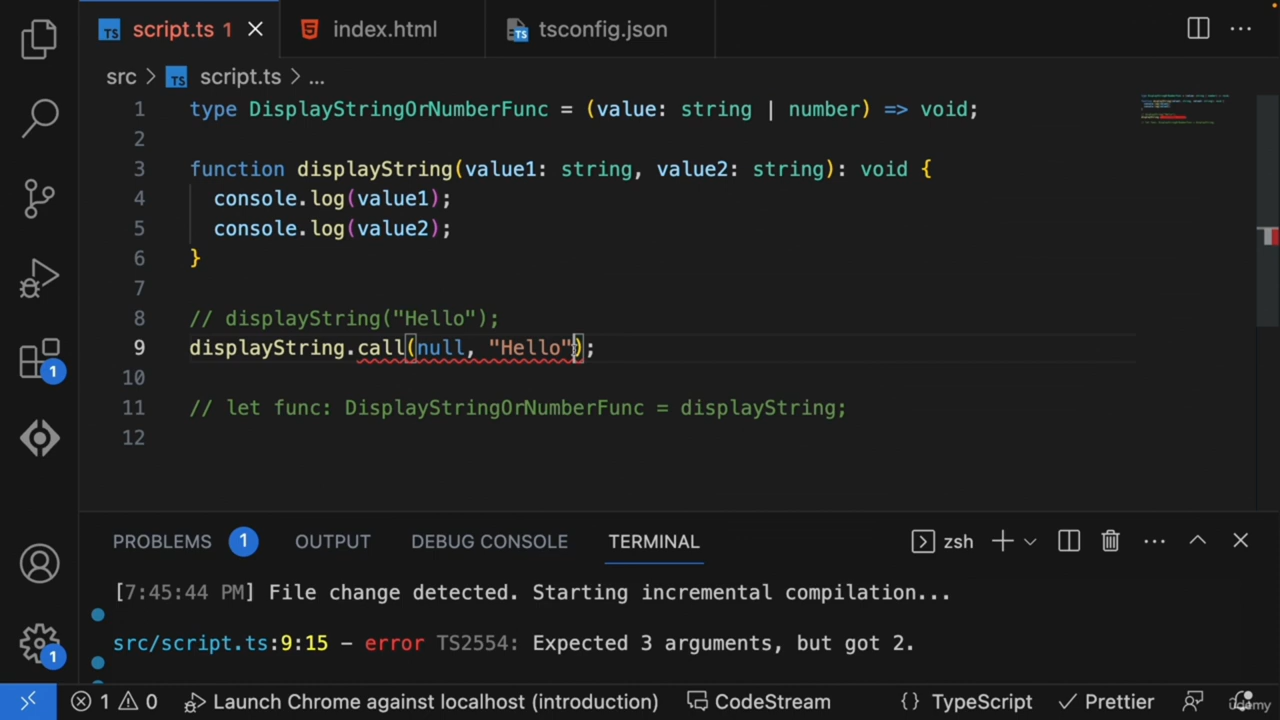 script.ts 1
index.html
tsconfig.json
src > script.ts > ...
1 type DisplayStringOrNumberFunc = (value: string | number) => void;
2
3 function displayString(value1: string, value2: string): void {
4 console.log(value1);
5 console.log(value2);
6 }
7
8 // displayString("Hello");
9 displayString.call(null, "Hello");
10
11 // let func: DisplayStringOrNumberFunc = displayString;
12
1
PROBLEMS 1 OUTPUT DEBUG CONSOLE TERMINAL zsh
[7:45:44 PM] File change detected. Starting incremental compilation...
src/script.ts:9:15 - error TS2554: Expected 3 arguments, but got 2.
1
1 0 Launch Chrome against localhost (introduction) CodeStream {} TypeScript Prettier
udemy